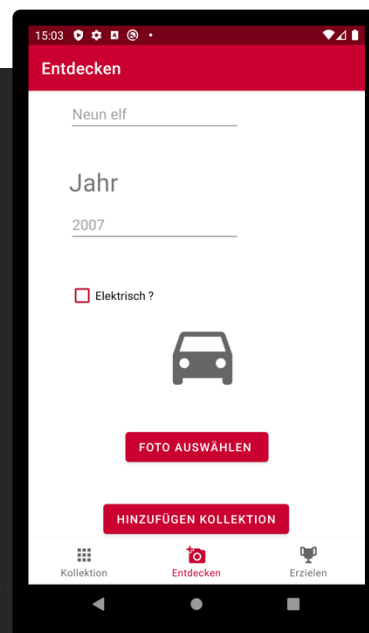 15:03
Entdecken
Neun elf
Jahr
2007
Elektrisch ?
FOTO AUSWÄHLEN
HINZUFÜGEN KOLLEKTION
Kollektion Entdecken Erzielen